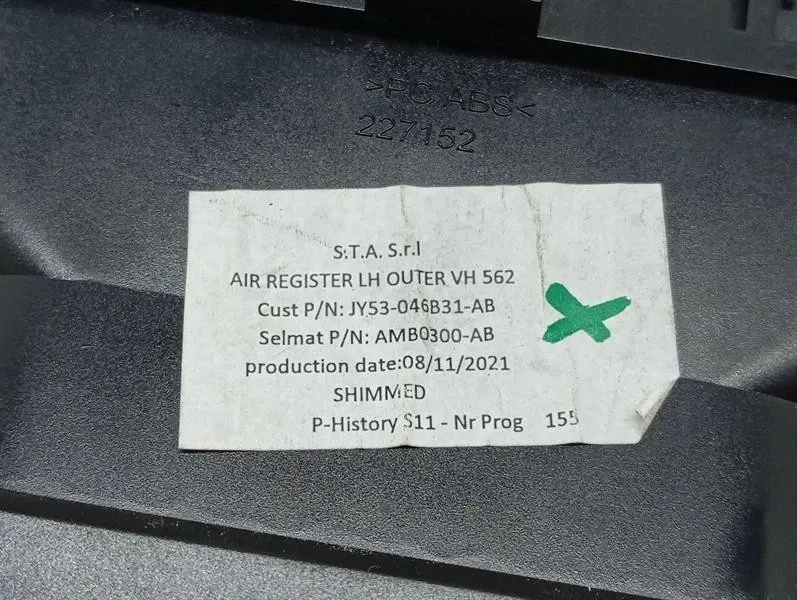 >PC ABS<
227152
S.T.A. S.r.l
AIR REGISTER LH OUTER VH 562
Cust P/N: JY53-046B31-AB
Selmat P/N: AMB0300-AB
production date:08/11/2021
SHIMMED
P-History S11 - Nr Prog 155